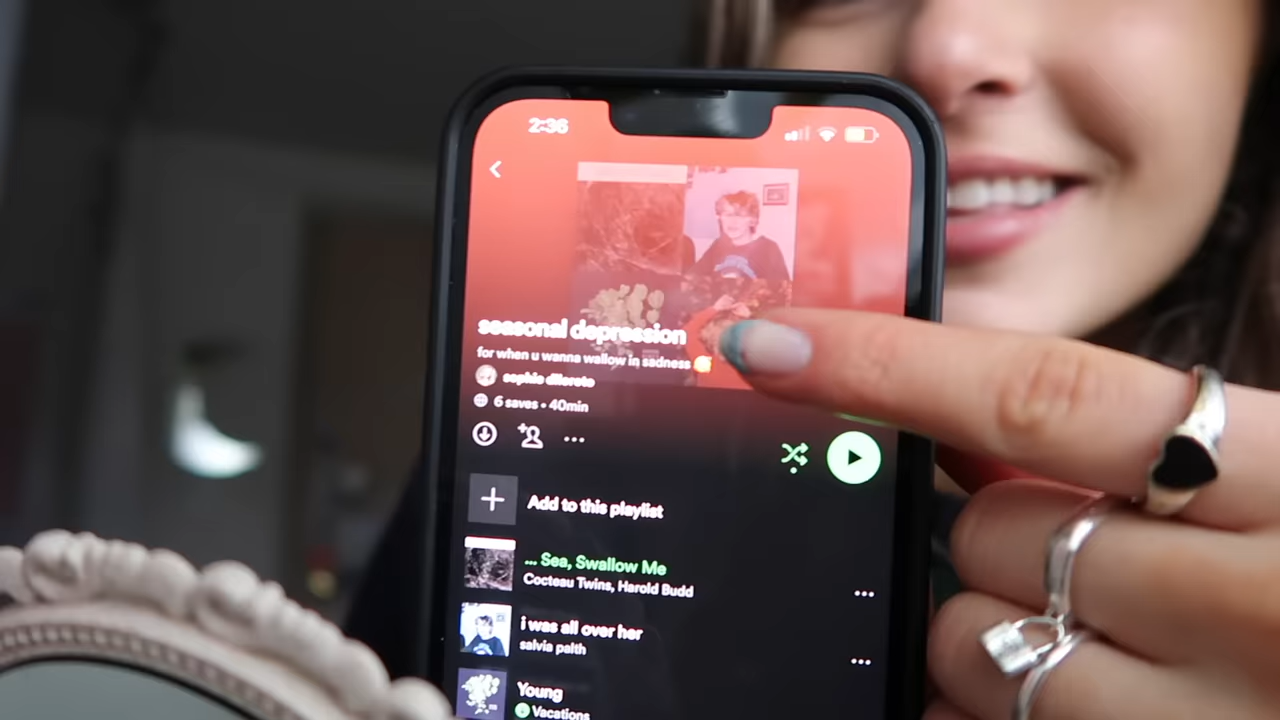 2:36
seasonal depression
for when u wanna wallow in sadness
sophie diloreto
6 saves • 40min
Add to this playlist
... Sea, Swallow Me
Cocteau Twins, Harold Budd
i was all over her
salvia palth
Young
Vacations